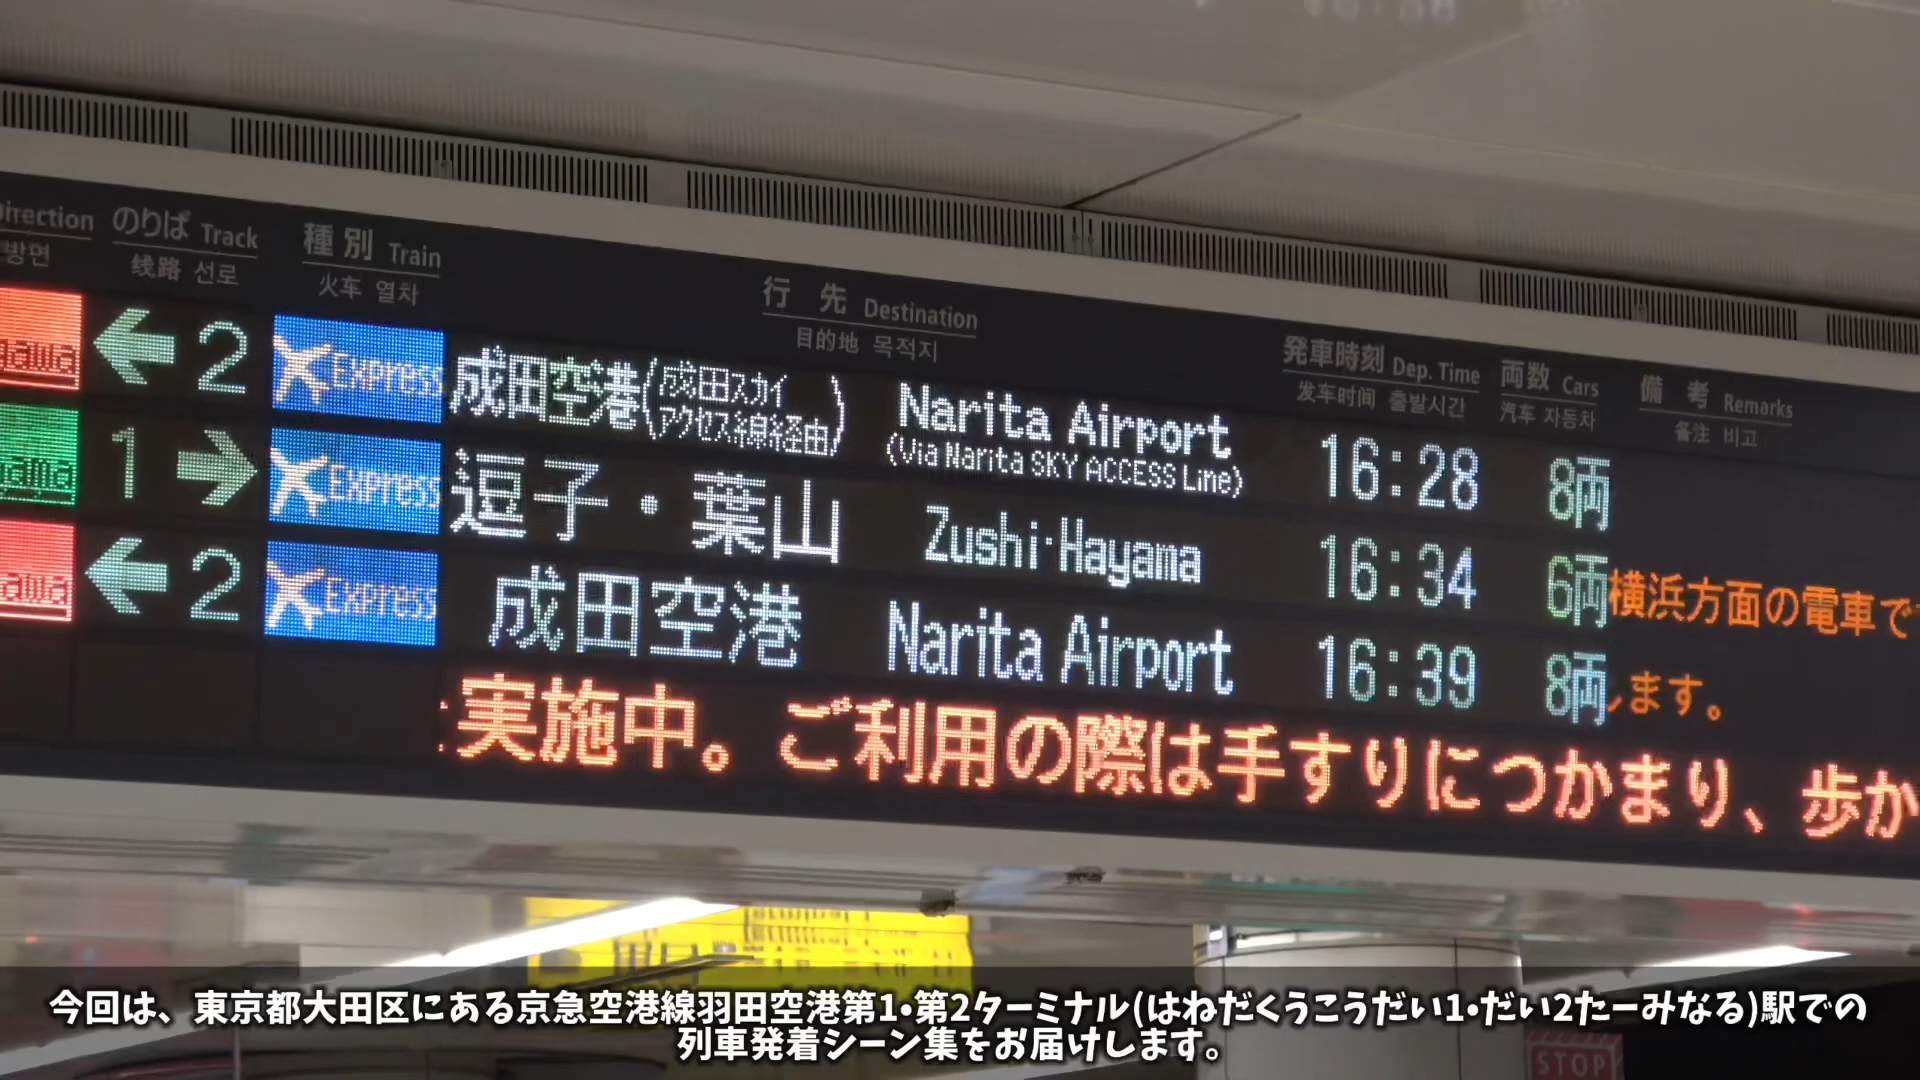 Direction のりば Track 種別 Train 行先 Destination 発車時刻 Dep. Time 両数 Cars 備考 Remarks
방면 线路 선로 火车 열차 目的地 목적지 发车时间 출발시간 汽车 자동차 备注 비고
gawa ← 2 Express 成田空港(成田スカイアクセス線経由) Narita Airport (Via Narita SKY ACCESS Line) 16:28 8両
yama 1 → Express 逗子・葉山 Zushi·Hayama 16:34 6両 横浜方面の電車で
awa ← 2 Express 成田空港 Narita Airport 16:39 8両 します。
実施中。ご利用の際は手すりにつかまり、歩か
今回は、東京都大田区にある京急空港線羽田空港第1・第2ターミナル(はねだくうこうだい1・だい2たーみなる)駅での
列車発着シーン集をお届けします。
STOP